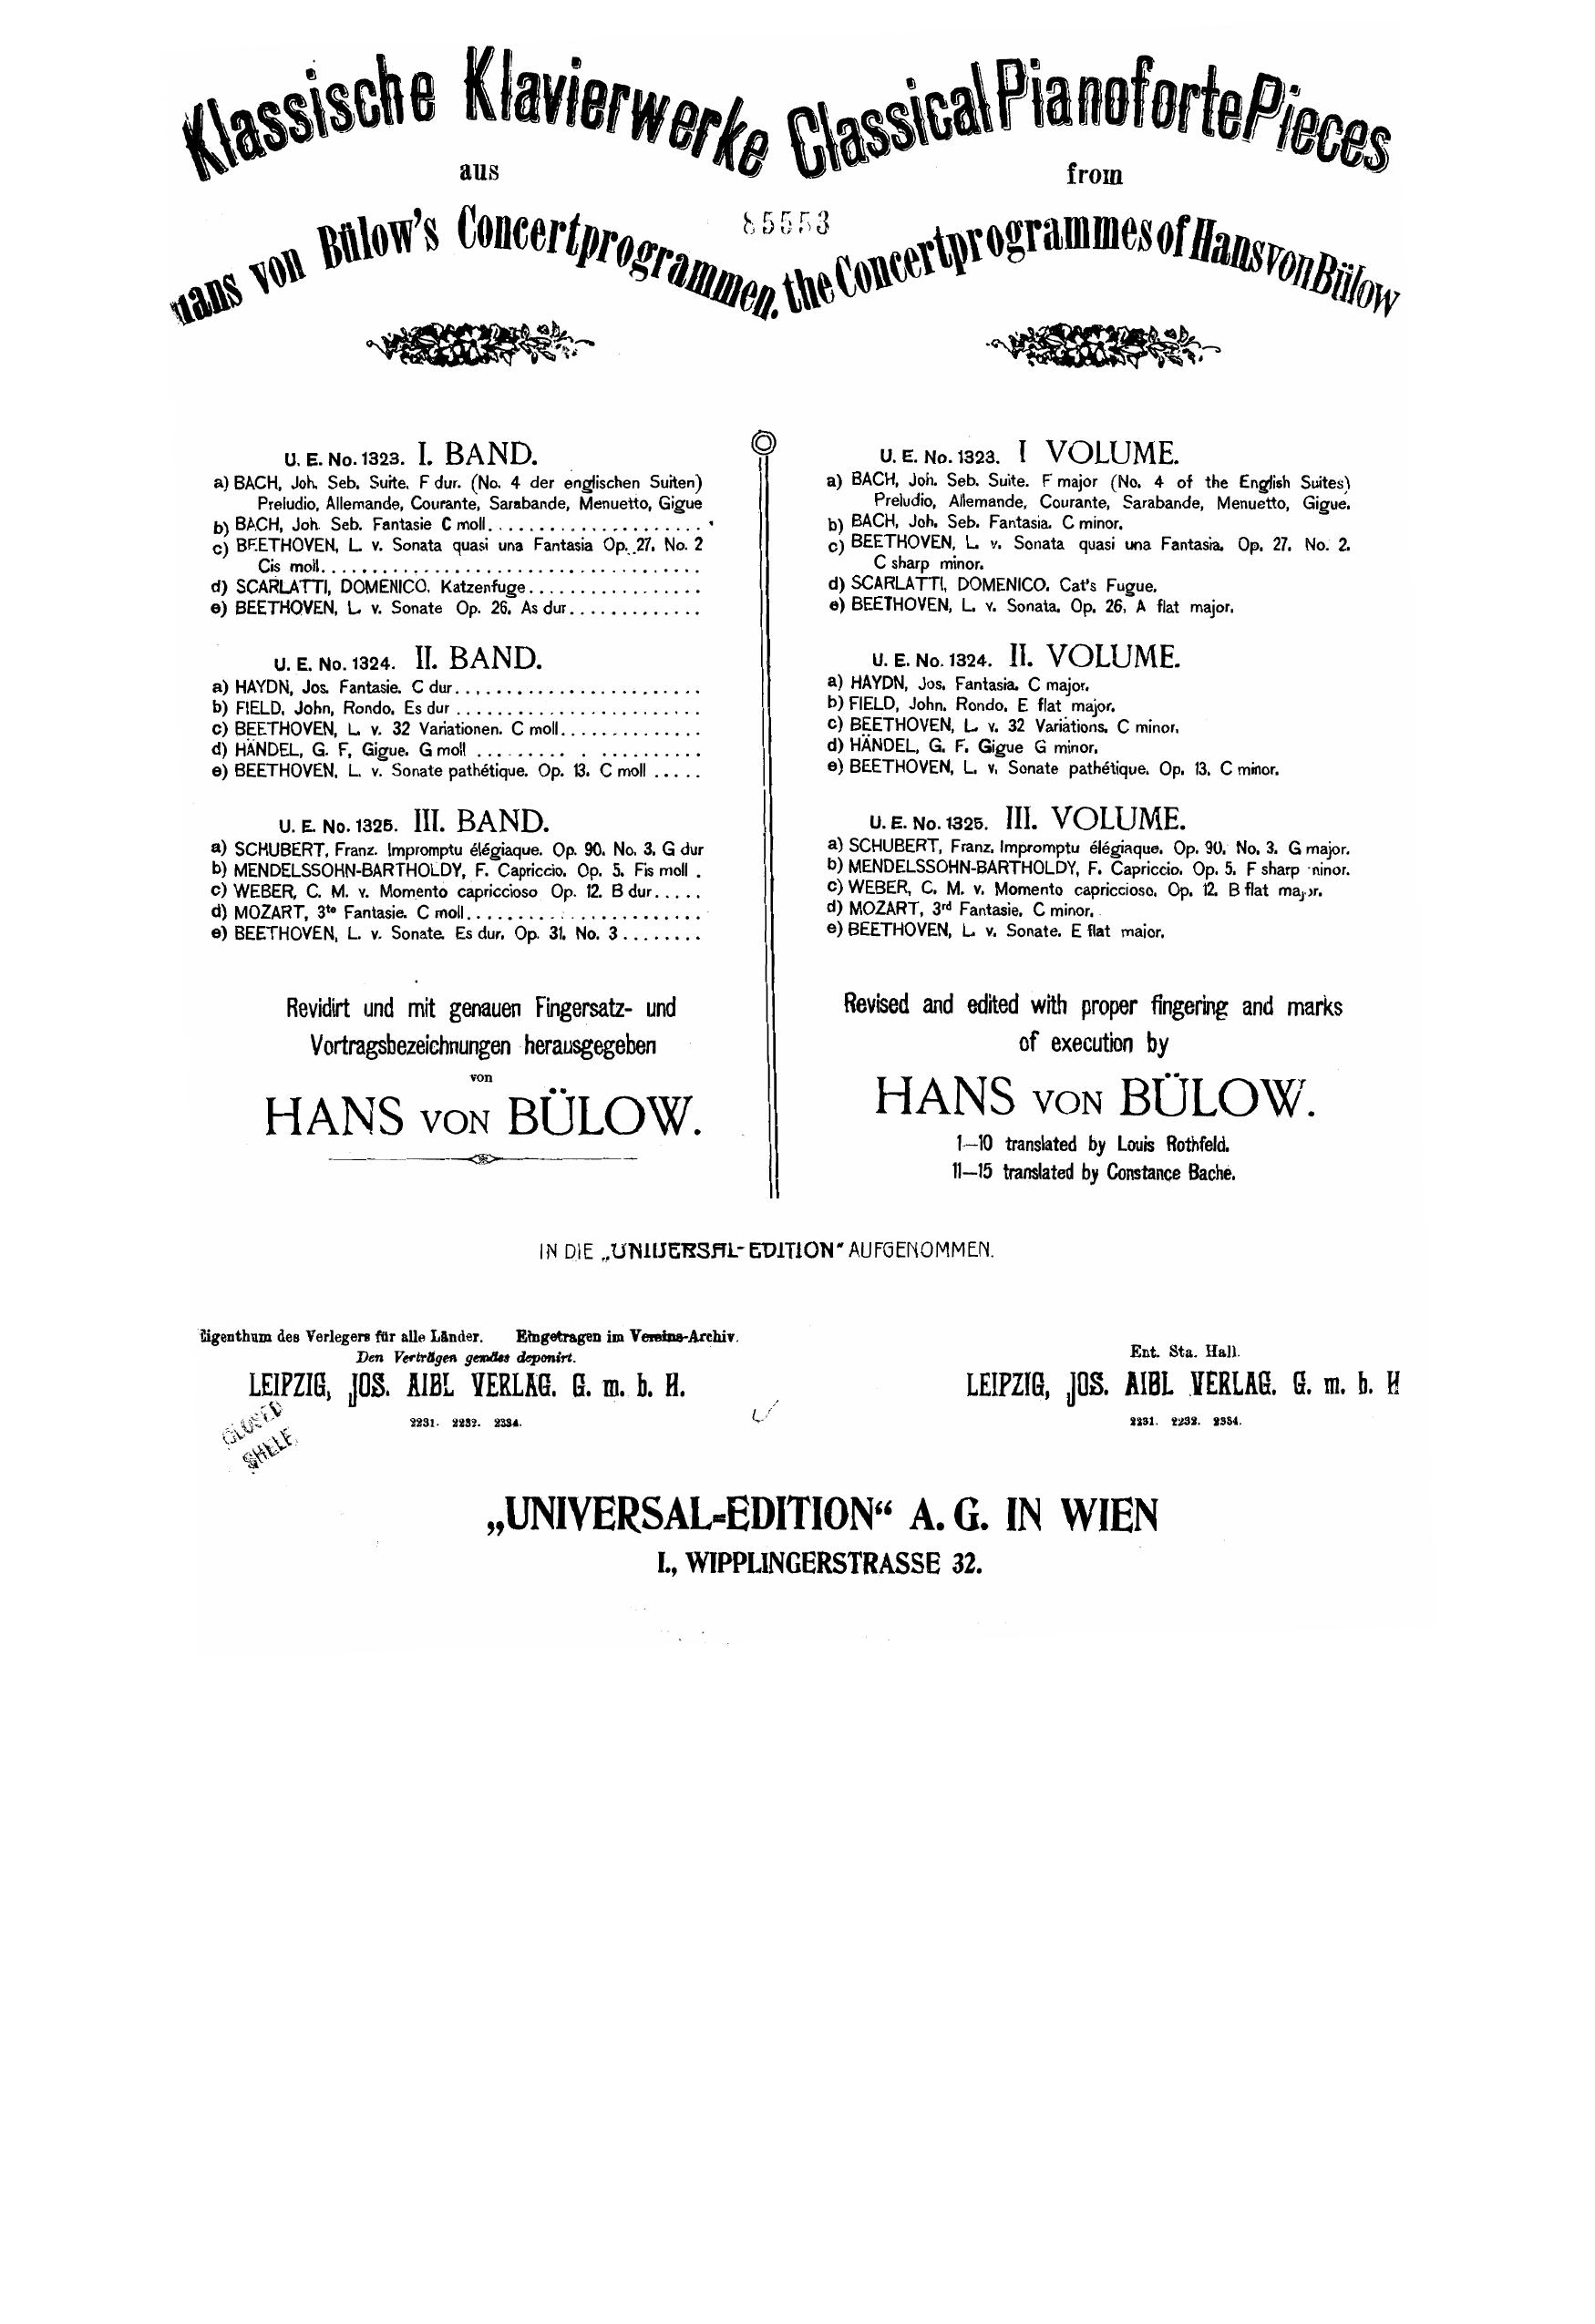 Klassische Klavierwerke
aus
Hans von Bülow's Concertprogrammen.
Classical Pianoforte Pieces
from
the Concertprogrammes of Hans von Bülow
85553
U. E. No. 1323. I. BAND.
a) BACH, Joh. Seb. Suite. F dur. (No. 4 der englischen Suiten)
Preludio, Allemande, Courante, Sarabande, Menuetto, Gigue
b) BACH, Joh. Seb. Fantasie C moll
c) BEETHOVEN, L. v. Sonata quasi una Fantasia Op. 27. No. 2
Cis moll
d) SCARLATTI, DOMENICO. Katzenfuge
e) BEETHOVEN, L. v. Sonate Op. 26. As dur
U. E. No. 1324. II. BAND.
a) HAYDN, Jos. Fantasie. C dur
b) FIELD, John, Rondo. Es dur
c) BEETHOVEN, L. v. 32 Variationen. C moll
d) HÄNDEL, G. F. Gigue. G moll
e) BEETHOVEN, L. v. Sonate pathétique. Op. 13. C moll
U. E. No. 1325. III. BAND.
a) SCHUBERT, Franz. Impromptu élégiaque. Op. 90. No. 3. G dur
b) MENDELSSOHN-BARTHOLDY, F. Capriccio. Op. 5. Fis moll
c) WEBER, C. M. v. Momento capriccioso Op. 12. B dur
d) MOZART, 3te Fantasie. C moll
e) BEETHOVEN, L. v. Sonate. Es dur. Op. 31. No. 3
Revidirt und mit genauen Fingersatz- und
Vortragsbezeichnungen herausgegeben
von
HANS VON BÜLOW.
U. E. No. 1323. I VOLUME.
a) BACH, Joh. Seb. Suite. F major (No. 4 of the English Suites)
Preludio, Allemande, Courante, Sarabande, Menuetto, Gigue.
b) BACH, Joh. Seb. Fantasia. C minor.
c) BEETHOVEN, L. v. Sonata quasi una Fantasia. Op. 27. No. 2.
C sharp minor.
d) SCARLATTI, DOMENICO. Cat's Fugue.
e) BEETHOVEN, L. v. Sonata. Op. 26. A flat major.
U. E. No. 1324. II. VOLUME.
a) HAYDN, Jos. Fantasia. C major.
b) FIELD, John. Rondo. E flat major.
c) BEETHOVEN, L. v. 32 Variations. C minor.
d) HÄNDEL, G. F. Gigue G minor.
e) BEETHOVEN, L. v. Sonate pathétique. Op. 13. C minor.
U. E. No. 1325. III. VOLUME.
a) SCHUBERT, Franz. Impromptu élégiaque. Op. 90. No. 3. G major.
b) MENDELSSOHN-BARTHOLDY, F. Capriccio. Op. 5. F sharp minor.
c) WEBER, C. M. v. Momento capriccioso. Op. 12. B flat major.
d) MOZART, 3rd Fantasie. C minor.
e) BEETHOVEN, L. v. Sonate. E flat major.
Revised and edited with proper fingering and marks
of execution by
HANS VON BÜLOW.
1—10 translated by Louis Rothfeld.
11—15 translated by Constance Bache.
IN DIE „UNIVERSAL-EDITION" AUFGENOMMEN.
Eigenthum des Verlegers für alle Länder. Eingetragen im Vereins-Archiv.
Den Verträgen gemäss deponirt.
LEIPZIG, JOS. AIBL VERLAG. G. m. b. H.
2231. 2232. 2334.
CLOSED
SHELF
Ent. Sta. Hall.
LEIPZIG, JOS. AIBL VERLAG. G. m. b. H
2231. 2232. 2334.
„UNIVERSAL-EDITION“ A. G. IN WIEN
I., WIPPLINGERSTRASSE 32.